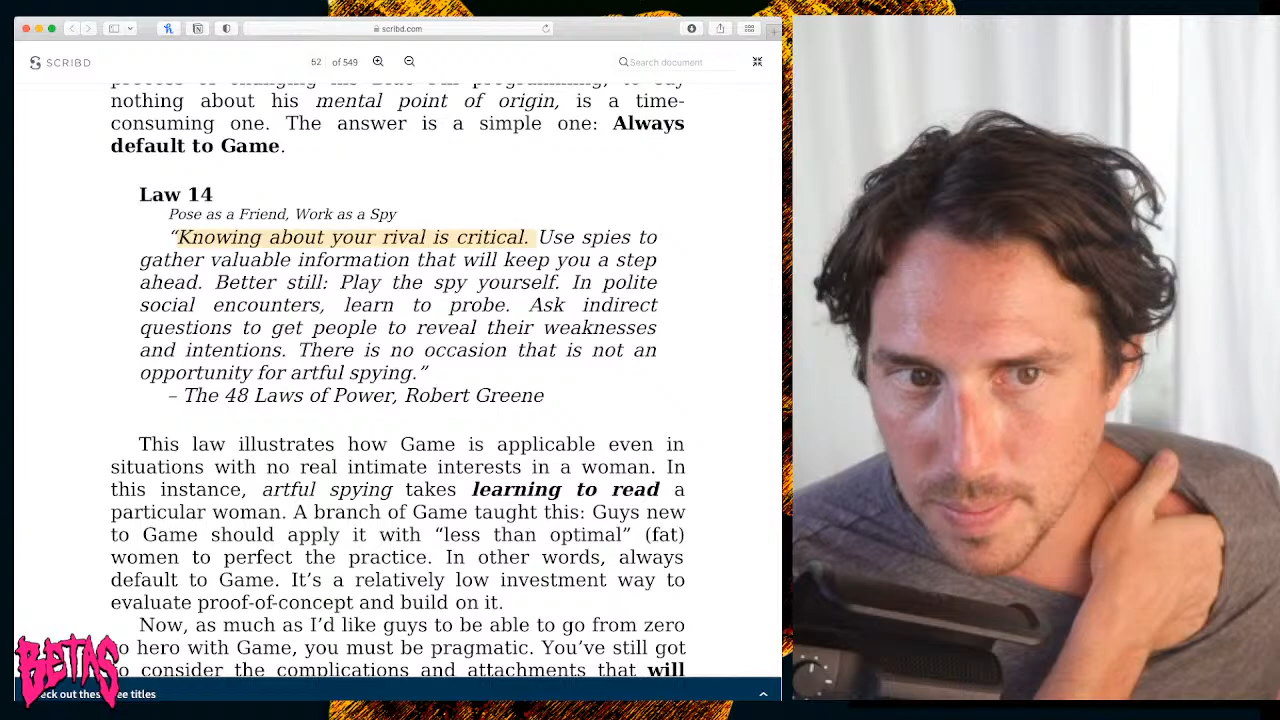 scribd.com
SCRIBD
52 of 549
Search document
nothing about his mental point of origin, is a time-
consuming one. The answer is a simple one: Always
default to Game.
Law 14
Pose as a Friend, Work as a Spy
“Knowing about your rival is critical. Use spies to
gather valuable information that will keep you a step
ahead. Better still: Play the spy yourself. In polite
social encounters, learn to probe. Ask indirect
questions to get people to reveal their weaknesses
and intentions. There is no occasion that is not an
opportunity for artful spying.”
– The 48 Laws of Power, Robert Greene
This law illustrates how Game is applicable even in
situations with no real intimate interests in a woman. In
this instance, artful spying takes learning to read a
particular woman. A branch of Game taught this: Guys new
to Game should apply it with “less than optimal” (fat)
women to perfect the practice. In other words, always
default to Game. It’s a relatively low investment way to
evaluate proof-of-concept and build on it.
Now, as much as I’d like guys to be able to go from zero
to hero with Game, you must be pragmatic. You’ve still got
to consider the complications and attachments that will
BETAS
titles